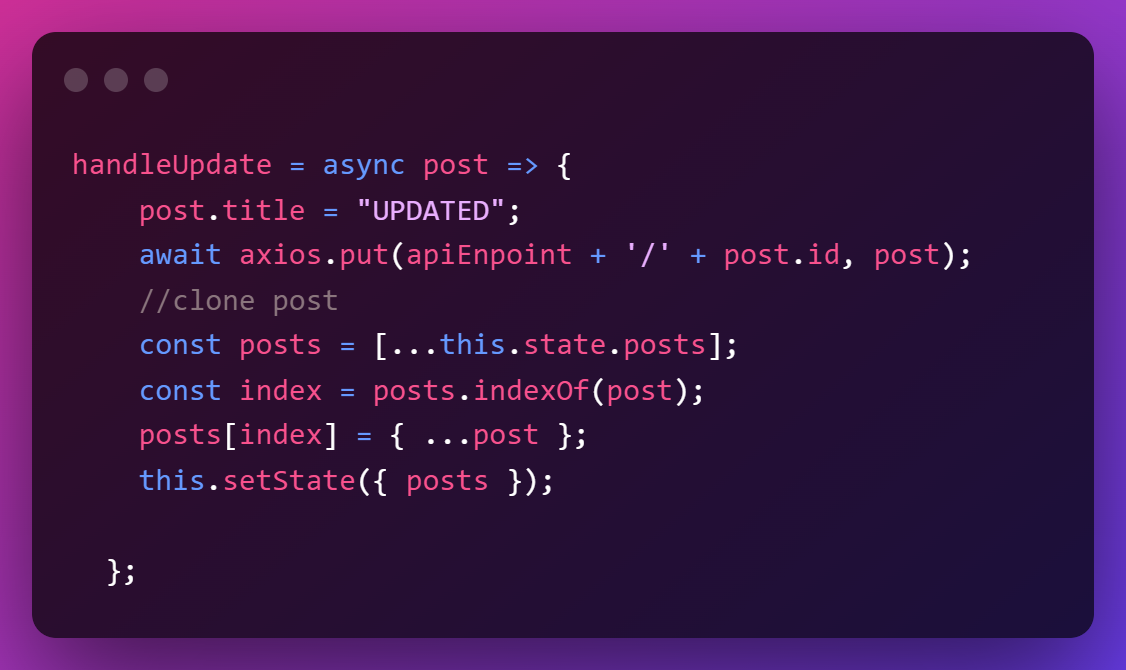 handleUpdate = async post => {
    post.title = "UPDATED";
    await axios.put(apiEnpoint + '/' + post.id, post);
    //clone post
    const posts = [...this.state.posts];
    const index = posts.indexOf(post);
    posts[index] = { ...post };
    this.setState({ posts });
  };